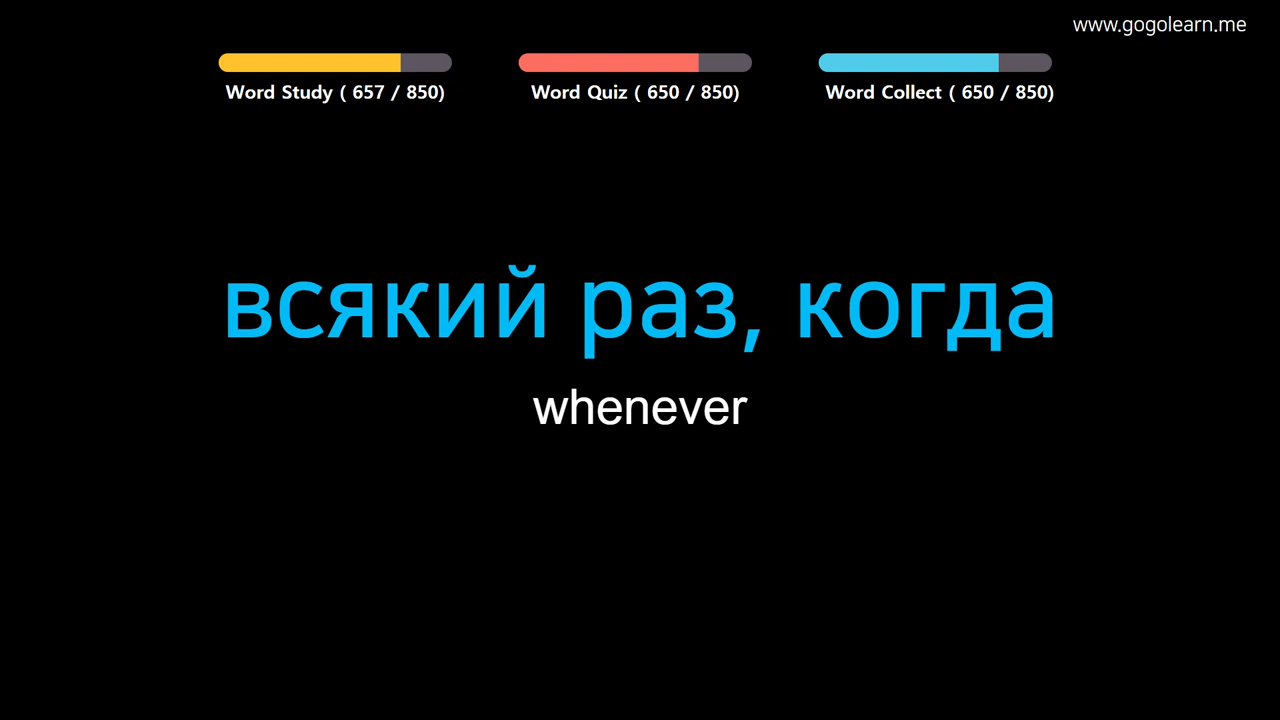 www.gogolearn.me
Word Study ( 657 / 850)
Word Quiz ( 650 / 850)
Word Collect ( 650 / 850)
всякий раз, когда
whenever